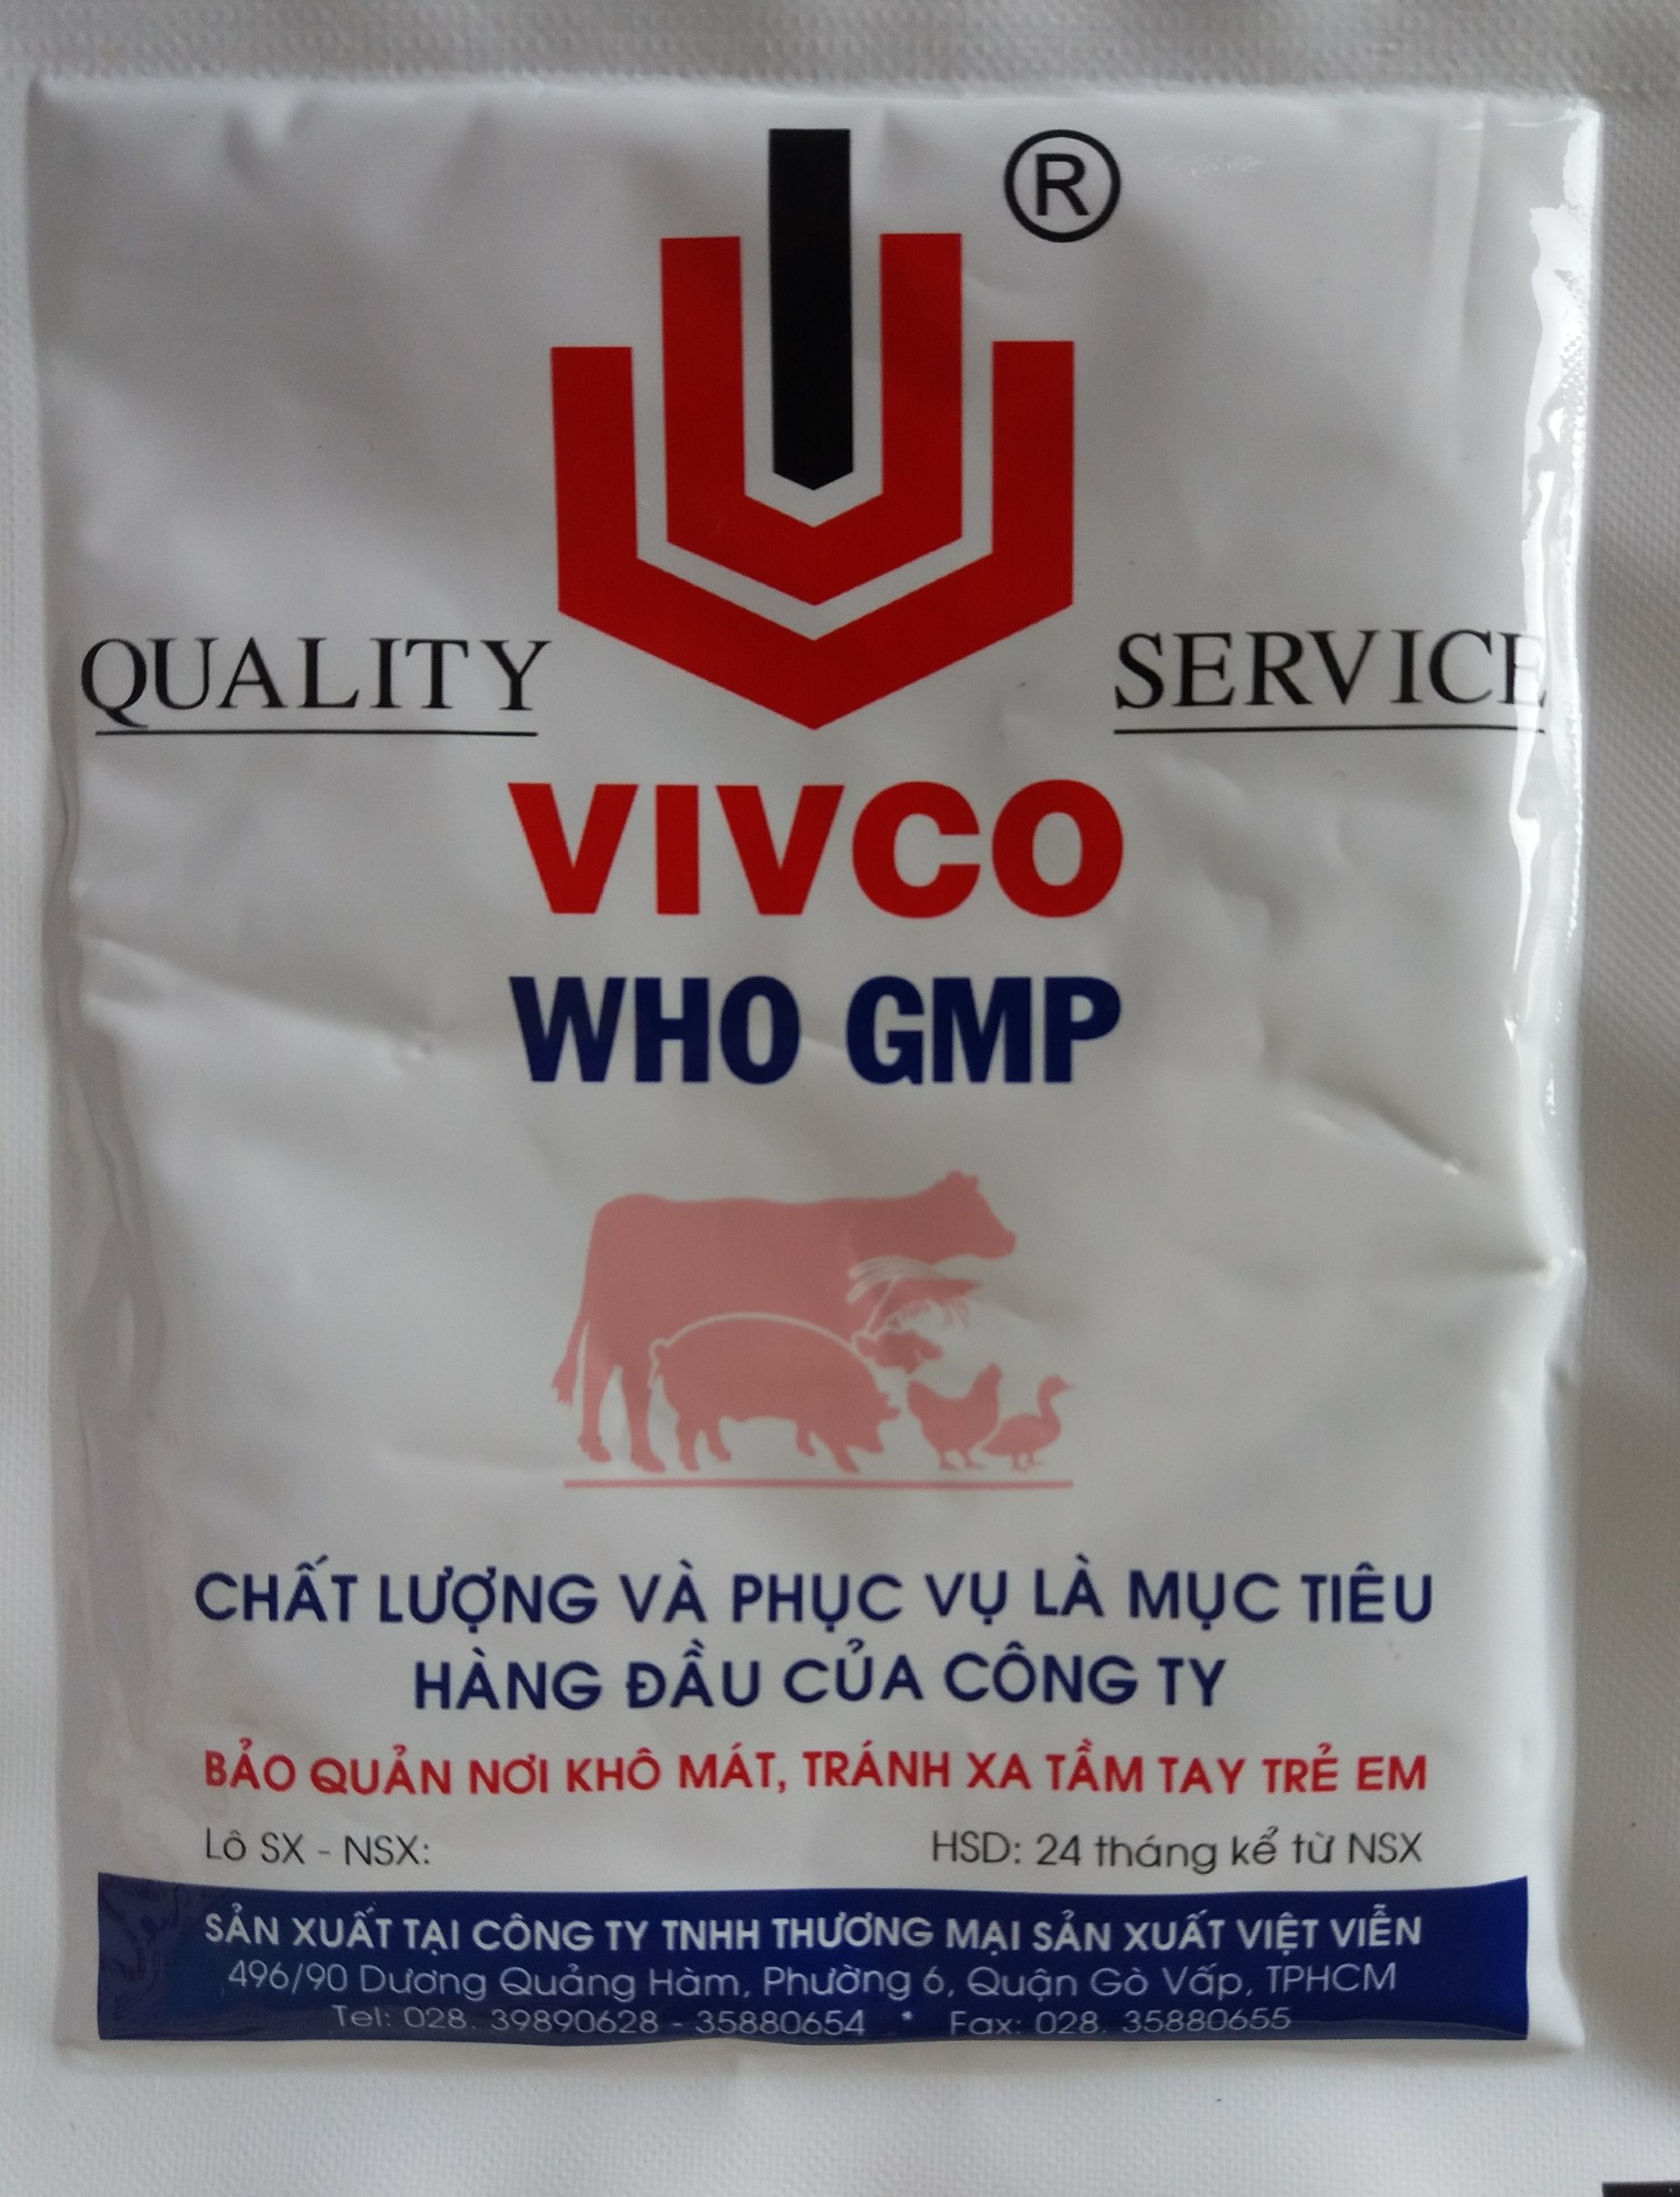 ®
QUALITY SERVICE
VIVCO
WHO GMP
CHẤT LƯỢNG VÀ PHỤC VỤ LÀ MỤC TIÊU
HÀNG ĐẦU CỦA CÔNG TY
BẢO QUẢN NƠI KHÔ MÁT, TRÁNH XA TẦM TAY TRẺ EM
Lô SX - NSX: HSD: 24 tháng kể từ NSX
SẢN XUẤT TẠI CÔNG TY TNHH THƯƠNG MẠI SẢN XUẤT VIỆT VIỄN
496/90 Dương Quảng Hàm, Phường 6, Quận Gò Vấp, TPHCM
Tel: 028. 39890628 - 35880654 * Fax: 028. 35880655